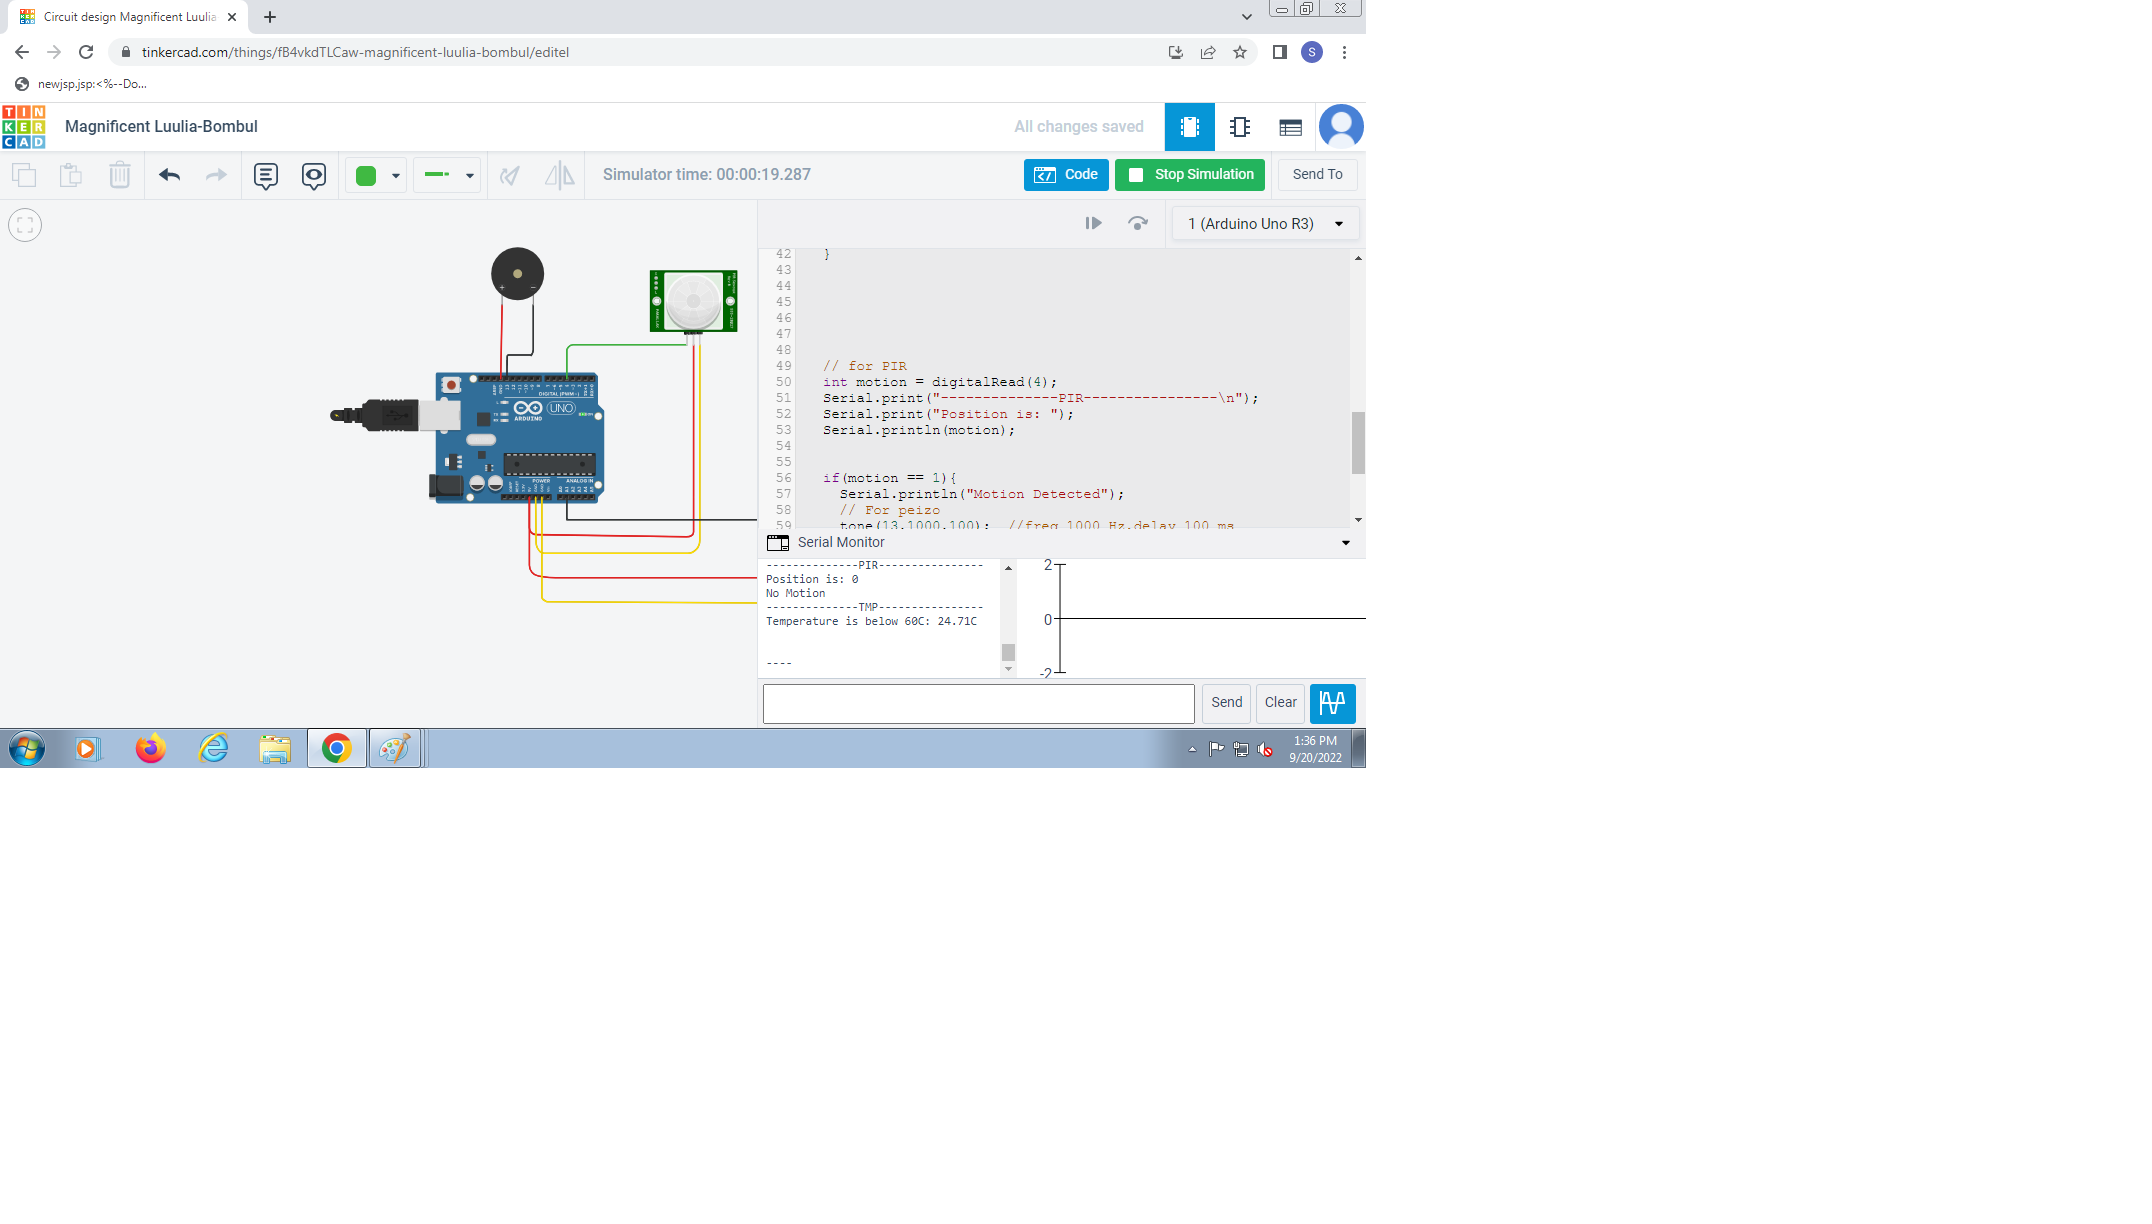 Circuit design Magnificent Luulia
tinkercad.com/things/fB4vkdTLCaw-magnificent-luulia-bombul/editel
S
newjsp.jsp:<%--Do...
TIN
KER
CAD
Magnificent Luulia-Bombul
All changes saved
Simulator time: 00:00:19.287
Code
Stop Simulation
Send To
1 (Arduino Uno R3)
42 }
43
44
45
46
47
48
49 // for PIR
50 int motion = digitalRead(4);
51 Serial.print("--------------PIR----------------\n");
52 Serial.print("Position is: ");
53 Serial.println(motion);
54
55
56 if(motion == 1){
57 Serial.println("Motion Detected");
58 // For peizo
59 tone(13,1000,100); //freq 1000 Hz,delay 100 ms
DIGITAL (PWM~)
UNO
ARDUINO
POWER
ANALOG IN
Serial Monitor
--------------PIR----------------
Position is: 0
No Motion
--------------TMP----------------
Temperature is below 60C: 24.71C
----
2
0
-2
Send
Clear
1:36 PM
9/20/2022